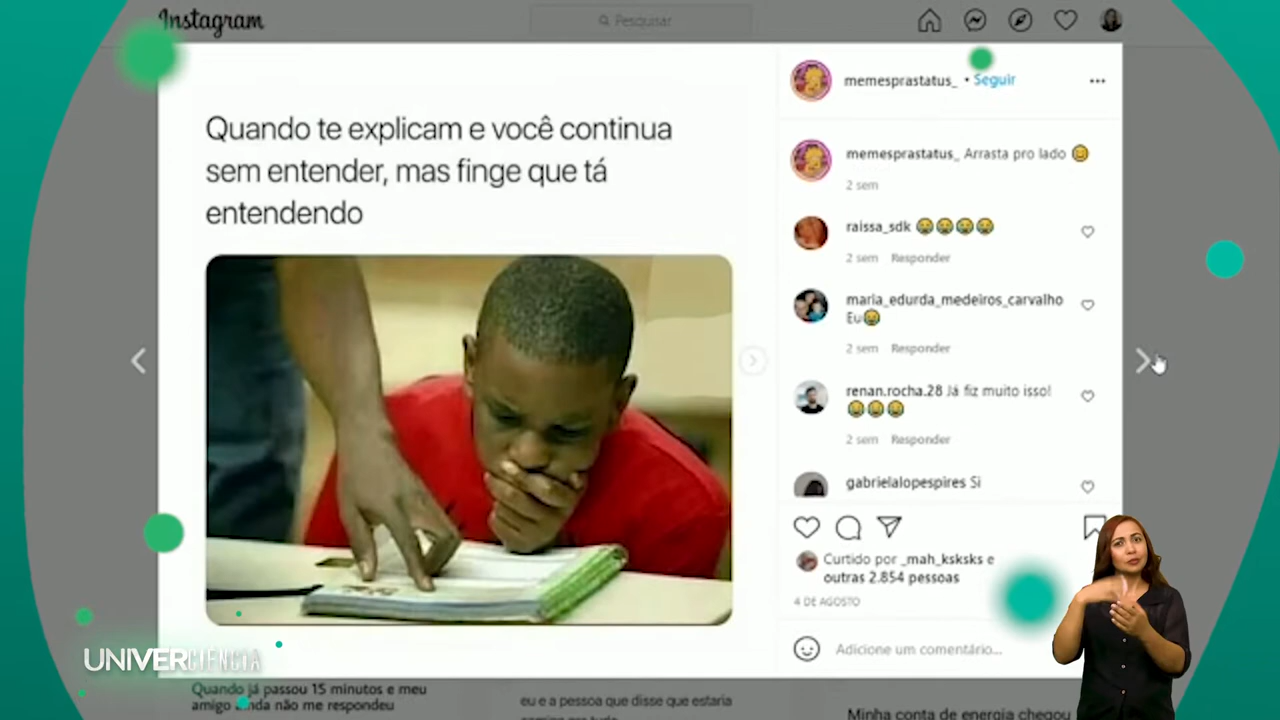 Instagram
Pesquisar
Quando te explicam e você continua
sem entender, mas finge que tá
entendendo
memesprastatus_ • Seguir
memesprastatus_ Arrasta pro lado
2 sem
raissa_sdk
2 sem Responder
maria_edurda_medeiros_carvalho
Eu
2 sem Responder
renan.rocha.28 Já fiz muito isso!
2 sem Responder
gabrielalopespires Si
Curtido por _mah_ksksks e
outras 2.854 pessoas
4 DE AGOSTO
Adicione um comentário...
UNIVERCIÊNCIA
Quando já passou 15 minutos e meu
amigo ainda não me respondeu
eu e a pessoa que disse que estaria
Minha conta de energia chegou